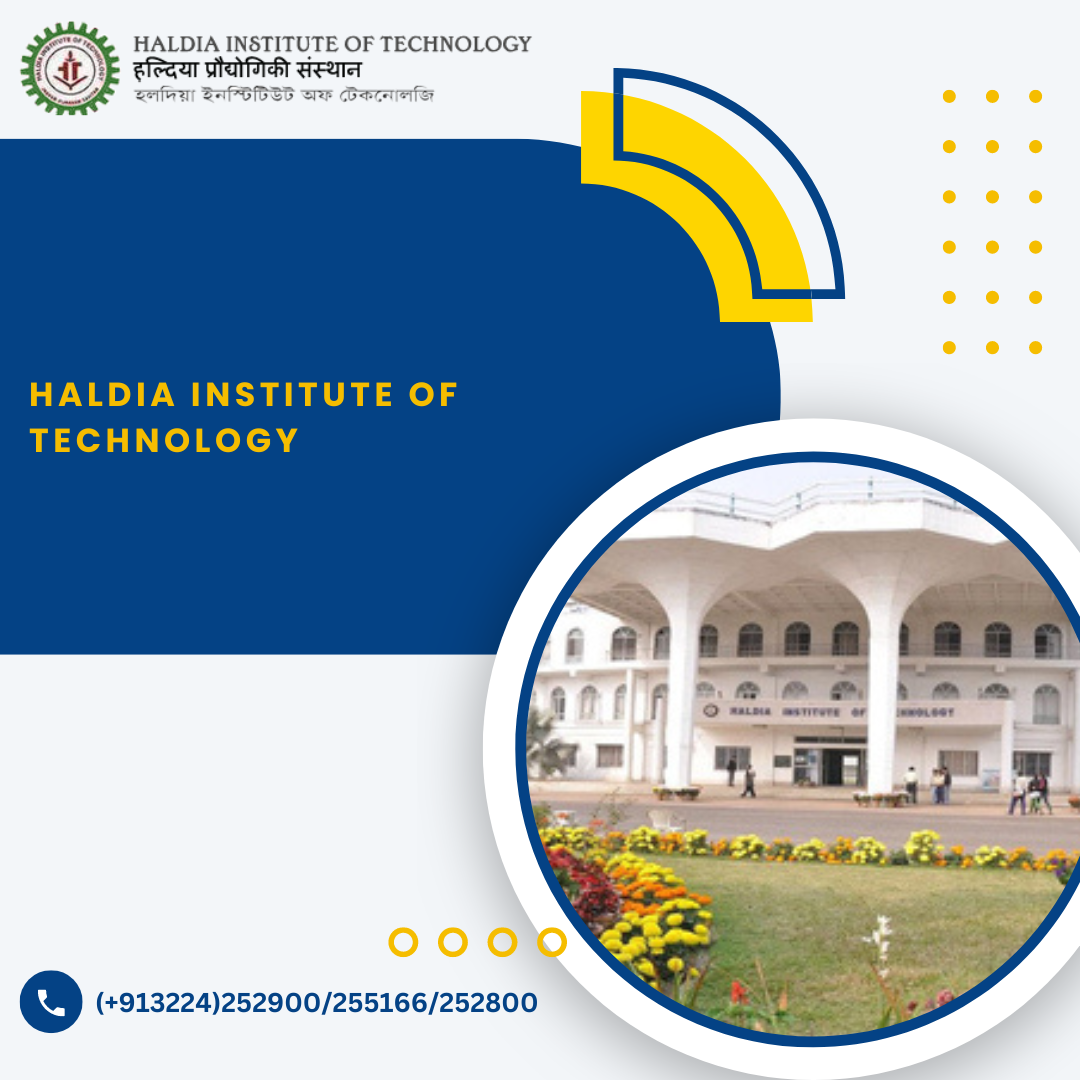 HALDIA INSTITUTE OF TECHNOLOGY
हल्दिया प्रौद्योगिकी संस्थान
হলদিয়া ইনস্টিটিউট অফ টেকনোলজি
HALDIA INSTITUTE OF
TECHNOLOGY
HALDIA INSTITUTE OF TECHNOLOGY
(+913224)252900/255166/252800